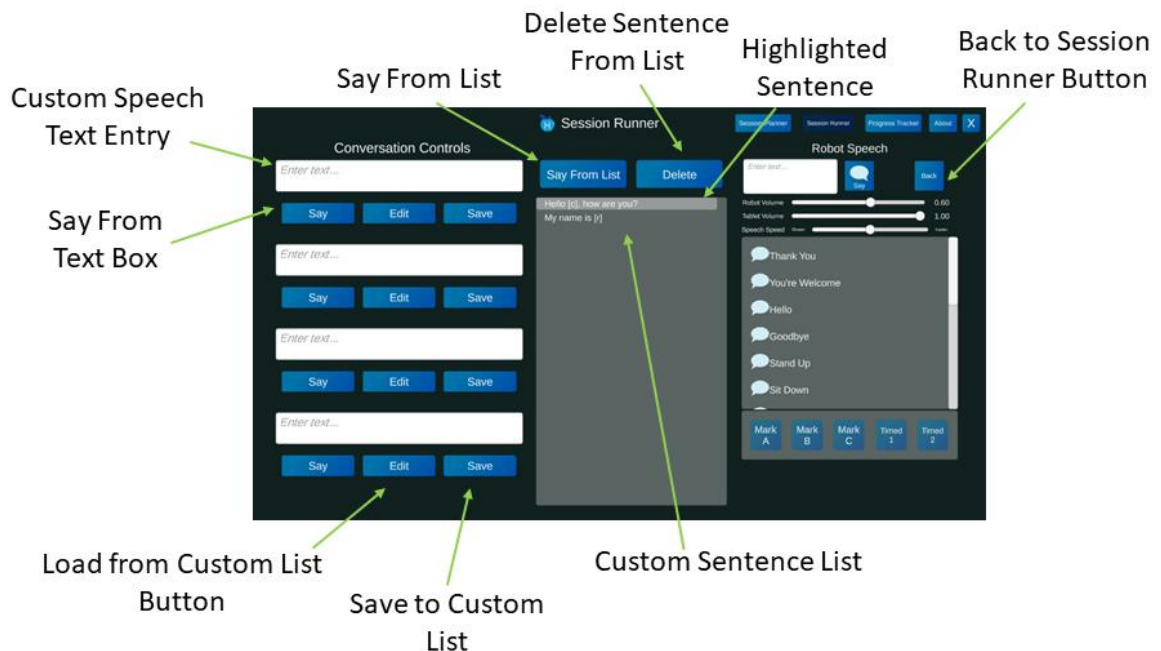 Delete Sentence
From List
Highlighted
Sentence
Back to Session
Runner Button
Say From List
Custom Speech
Text Entry
Say From
Text Box
Session Runner
Session Planner
Session Runner
Progress Tracker
About
X
Conversation Controls
Enter text...
Say
Edit
Save
Enter text...
Say
Edit
Save
Enter text...
Say
Edit
Save
Enter text...
Say
Edit
Save
Say From List
Delete
Hello [c], how are you?
My name is [r]
Robot Speech
Enter text...
Say
Back
Robot Volume
0.60
Tablet Volume
1.00
Speech Speed
Slower
Faster
Thank You
You're Welcome
Hello
Goodbye
Stand Up
Sit Down
Mark
A
Mark
B
Mark
C
Timed
1
Timed
2
Load from Custom List
Button
Save to Custom
List
Custom Sentence List